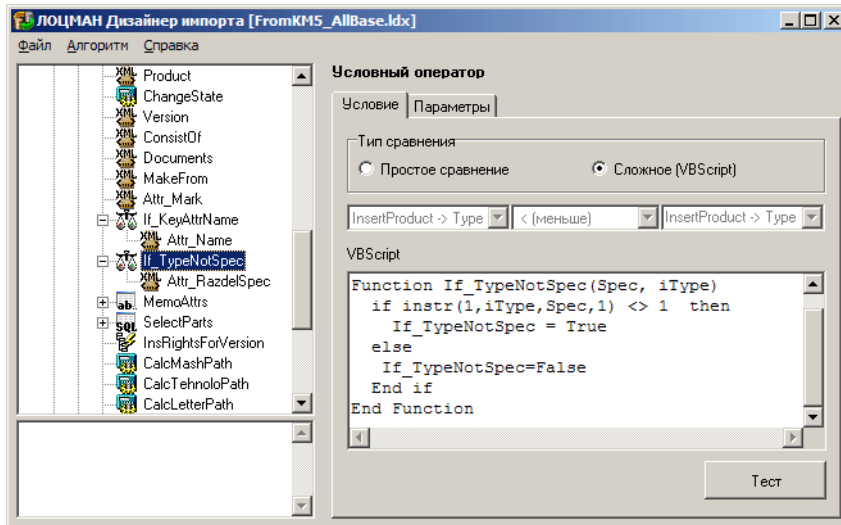 ЛОЦМАН Дизайнер импорта [FromKM5_AllBase.ldx]
Файл Алгоритм Справка
Product
ChangeState
Version
ConsistOf
Documents
MakeFrom
Attr_Mark
If_KeyAttrName
Attr_Name
If_TypeNotSpec
Attr_RazdelSpec
MemoAttrs
SelectParts
InsRightsForVersion
CalcMashPath
CalcTehnoloPath
CalcLetterPath
Условный оператор
Условие Параметры
Тип сравнения
Простое сравнение Сложное (VBScript)
InsertProduct -> Type < (меньше) InsertProduct -> Type
VBScript
Function If_TypeNotSpec(Spec, iType)
if instr(1,iType,Spec,1) <> 1 then
If_TypeNotSpec = True
else
If_TypeNotSpec=False
End if
End Function
Тест